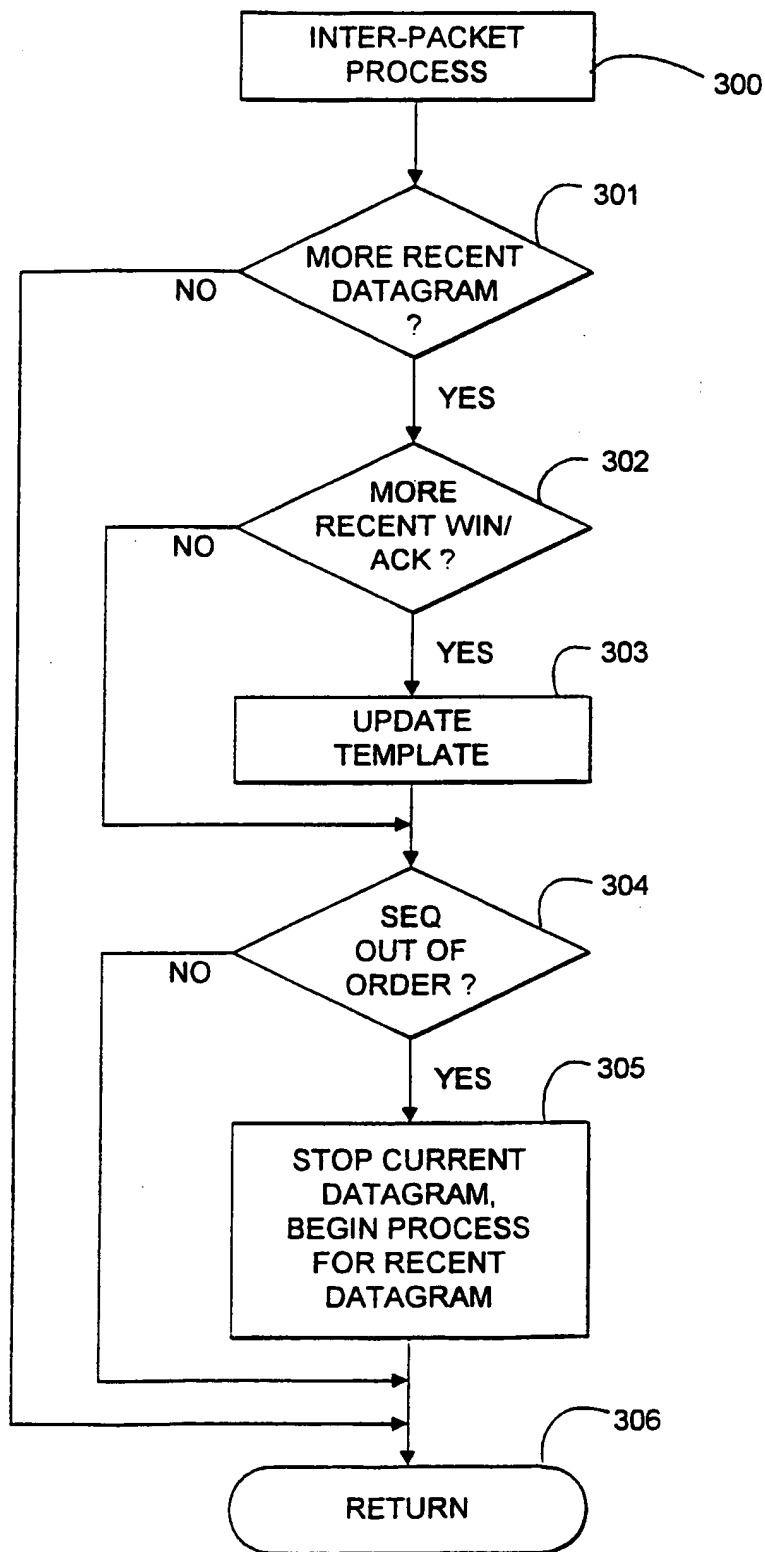 INTER-PACKET
PROCESS
300
301
MORE RECENT
DATAGRAM
?
NO
YES
302
MORE
RECENT WIN/
ACK ?
NO
YES
303
UPDATE
TEMPLATE
304
SEQ
OUT OF
ORDER ?
NO
YES
305
STOP CURRENT
DATAGRAM,
BEGIN PROCESS
FOR RECENT
DATAGRAM
306
RETURN